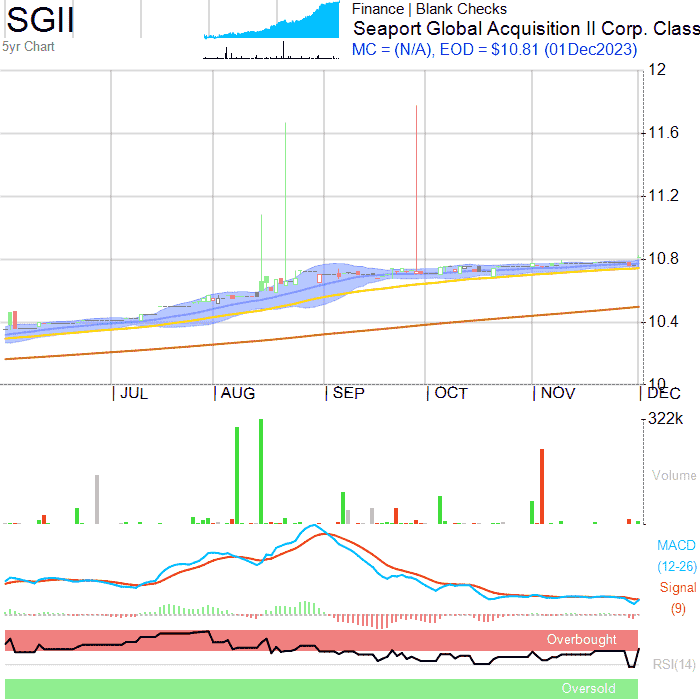 SGII
5yr Chart
Finance | Blank Checks
Seaport Global Acquisition II Corp. Class
MC = (N/A), EOD = $10.81 (01Dec2023)
12
11.6
11.2
10.8
10.4
10
JUL
AUG
SEP
OCT
NOV
DEC
322k
Volume
MACD
(12-26)
Signal
(9)
Overbought
RSI(14)
Oversold